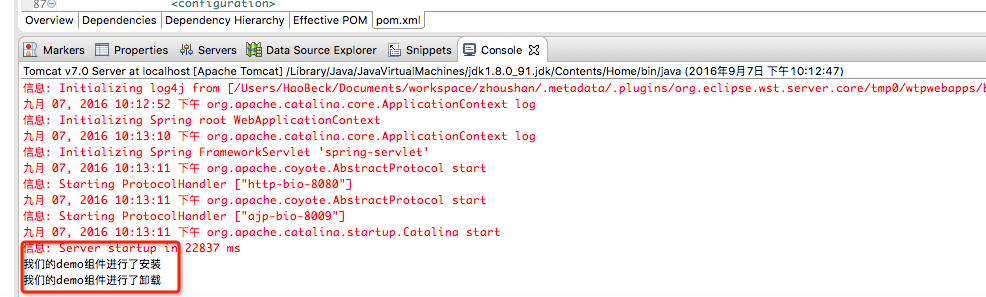 87 <configuration>
Overview Dependencies Dependency Hierarchy Effective POM pom.xml
Markers Properties Servers Data Source Explorer Snippets Console
Tomcat v7.0 Server at localhost [Apache Tomcat] /Library/Java/JavaVirtualMachines/jdk1.8.0_91.jdk/Contents/Home/bin/java (2016年9月7日 下午10:12:47)
信息: Initializing log4j from [/Users/HaoBeck/Documents/workspace/zhoushan/.metadata/.plugins/org.eclipse.wst.server.core/tmp0/wtpwebapps/b
九月 07, 2016 10:12:52 下午 org.apache.catalina.core.ApplicationContext log
信息: Initializing Spring root WebApplicationContext
九月 07, 2016 10:13:10 下午 org.apache.catalina.core.ApplicationContext log
信息: Initializing Spring FrameworkServlet 'spring-servlet'
九月 07, 2016 10:13:11 下午 org.apache.coyote.AbstractProtocol start
信息: Starting ProtocolHandler ["http-bio-8080"]
九月 07, 2016 10:13:11 下午 org.apache.coyote.AbstractProtocol start
信息: Starting ProtocolHandler ["ajp-bio-8009"]
九月 07, 2016 10:13:11 下午 org.apache.catalina.startup.Catalina start
信息: Server startup in 22837 ms
我们的demo组件进行了安装
我们的demo组件进行了卸载